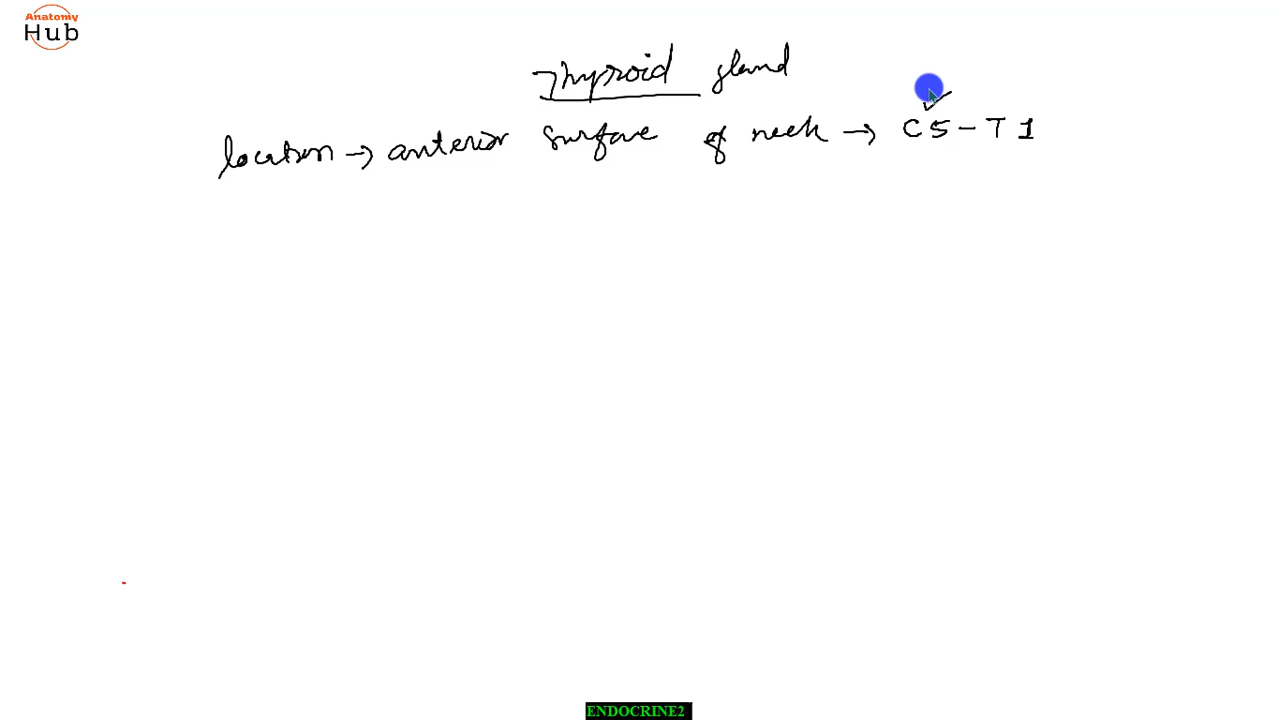 Anatomy
Hub
Thyroid gland
location → anterior surface of neck → C5-T1
ENDOCRINE2